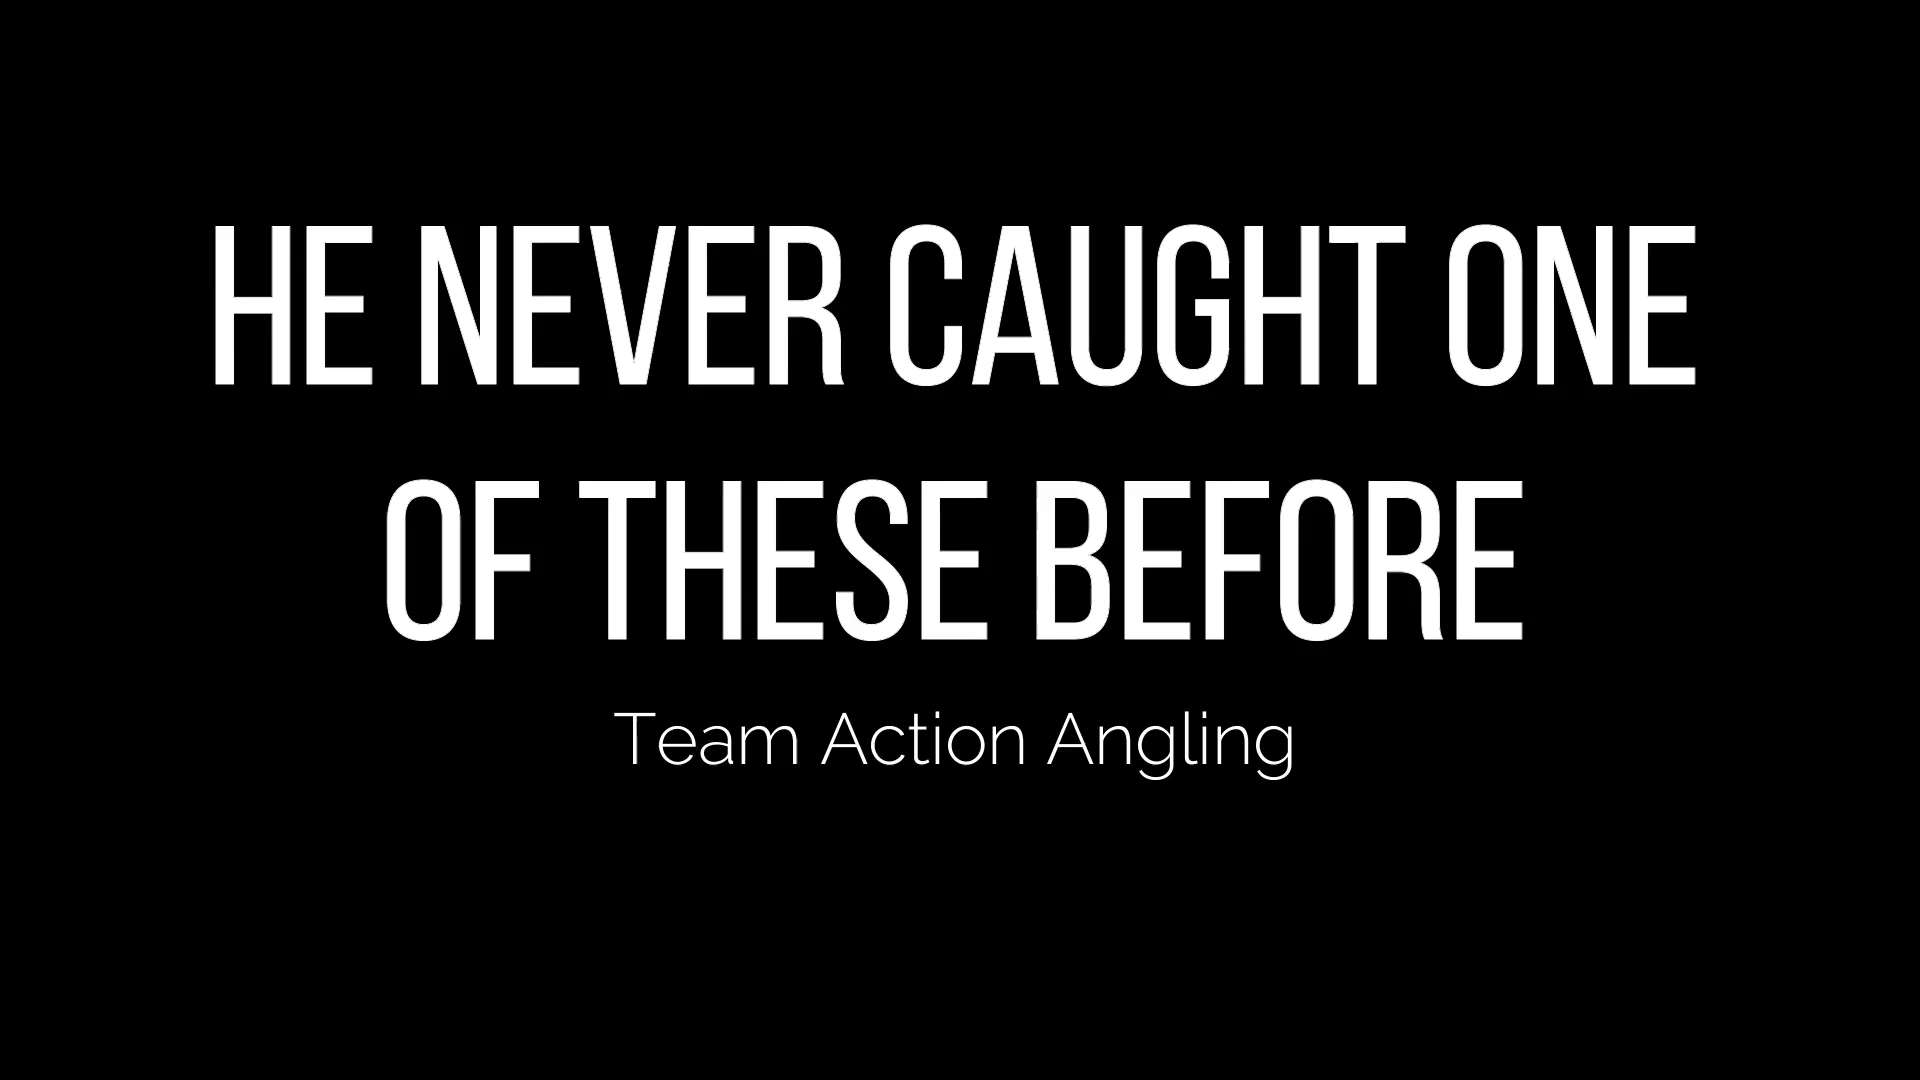 HE NEVER CAUGHT ONE
OF THESE BEFORE
Team Action Angling